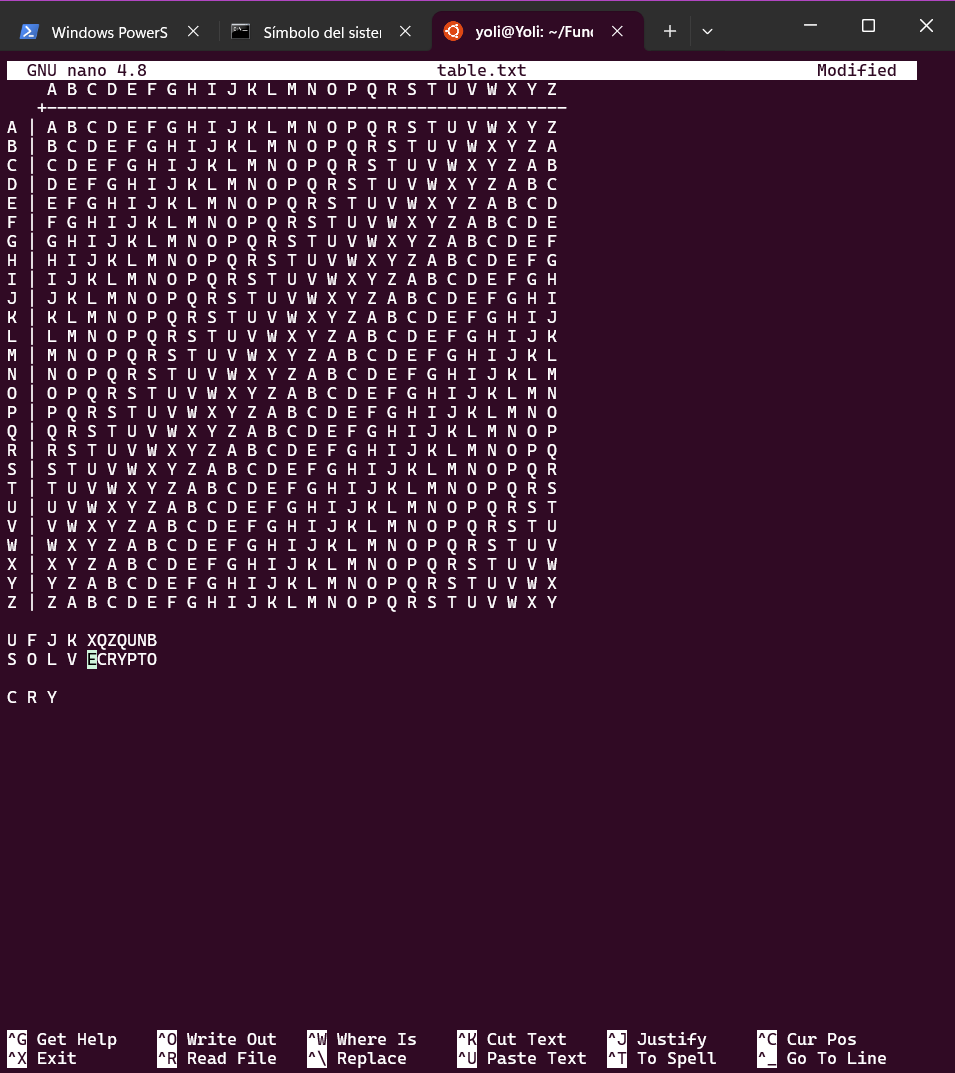 Windows PowerS
Símbolo del sister
yoli@Yoli: ~/Fund
GNU nano 4.8 table.txt Modified
A B C D E F G H I J K L M N O P Q R S T U V W X Y Z
+----------------------------------------------------
A | A B C D E F G H I J K L M N O P Q R S T U V W X Y Z
B | B C D E F G H I J K L M N O P Q R S T U V W X Y Z A
C | C D E F G H I J K L M N O P Q R S T U V W X Y Z A B
D | D E F G H I J K L M N O P Q R S T U V W X Y Z A B C
E | E F G H I J K L M N O P Q R S T U V W X Y Z A B C D
F | F G H I J K L M N O P Q R S T U V W X Y Z A B C D E
G | G H I J K L M N O P Q R S T U V W X Y Z A B C D E F
H | H I J K L M N O P Q R S T U V W X Y Z A B C D E F G
I | I J K L M N O P Q R S T U V W X Y Z A B C D E F G H
J | J K L M N O P Q R S T U V W X Y Z A B C D E F G H I
K | K L M N O P Q R S T U V W X Y Z A B C D E F G H I J
L | L M N O P Q R S T U V W X Y Z A B C D E F G H I J K
M | M N O P Q R S T U V W X Y Z A B C D E F G H I J K L
N | N O P Q R S T U V W X Y Z A B C D E F G H I J K L M
O | O P Q R S T U V W X Y Z A B C D E F G H I J K L M N
P | P Q R S T U V W X Y Z A B C D E F G H I J K L M N O
Q | Q R S T U V W X Y Z A B C D E F G H I J K L M N O P
R | R S T U V W X Y Z A B C D E F G H I J K L M N O P Q
S | S T U V W X Y Z A B C D E F G H I J K L M N O P Q R
T | T U V W X Y Z A B C D E F G H I J K L M N O P Q R S
U | U V W X Y Z A B C D E F G H I J K L M N O P Q R S T
V | V W X Y Z A B C D E F G H I J K L M N O P Q R S T U
W | W X Y Z A B C D E F G H I J K L M N O P Q R S T U V
X | X Y Z A B C D E F G H I J K L M N O P Q R S T U V W
Y | Y Z A B C D E F G H I J K L M N O P Q R S T U V W X
Z | Z A B C D E F G H I J K L M N O P Q R S T U V W X Y
U F J K XQZQUNB
S O L V ECRYPTO
C R Y
^G Get Help ^O Write Out ^W Where Is ^K Cut Text ^J Justify ^C Cur Pos
^X Exit ^R Read File ^\ Replace ^U Paste Text ^T To Spell ^_ Go To Line